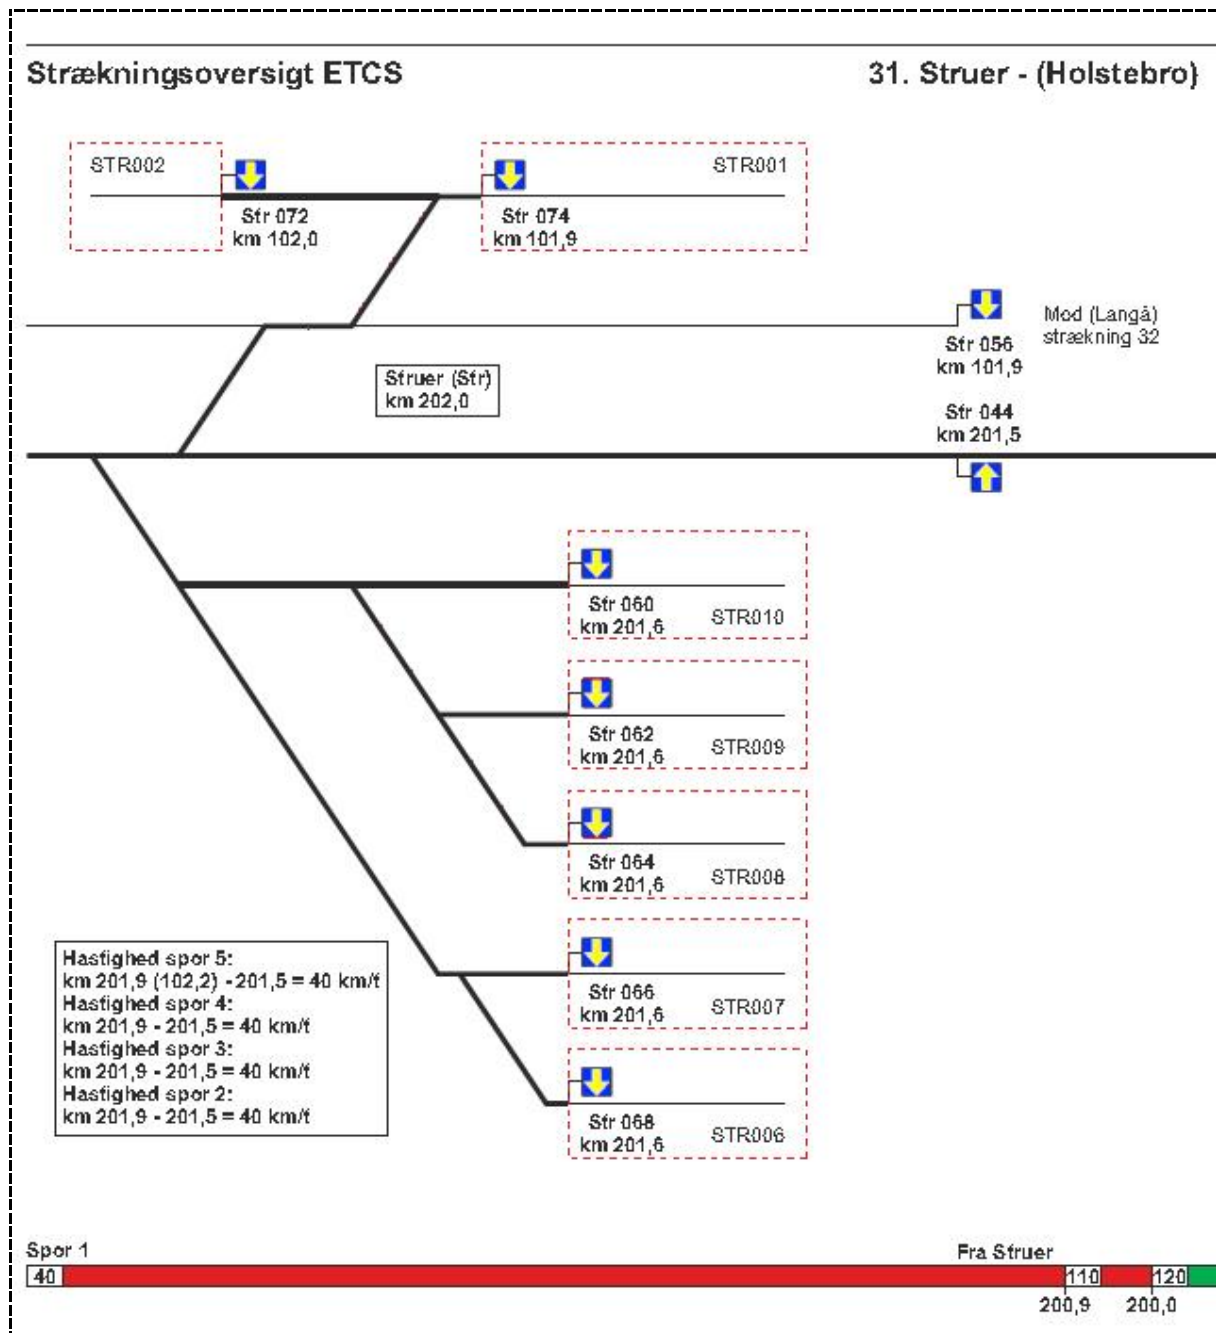 Strækningsoversigt ETCS
31. Struer - (Holstebro)
STR002
STR001
Str 072
km 102,0
Str 074
km 101,9
Mod (Langå)
strækning 32
Str 056
km 101,9
Struer (Str)
km 202,0
Str 044
km 201,5
Str 060
km 201,6
STR010
Str 062
km 201,6
STR009
Str 064
km 201,6
STR008
Hastighed spor 5:
km 201,9 (102,2) - 201,5 = 40 km/t
Hastighed spor 4:
km 201,9 - 201,5 = 40 km/t
Hastighed spor 3:
km 201,9 - 201,5 = 40 km/t
Hastighed spor 2:
km 201,9 - 201,5 = 40 km/t
Str 066
km 201,6
STR007
Str 068
km 201,6
STR006
Spor 1
Fra Struer
40
110
120
200,9
200,0